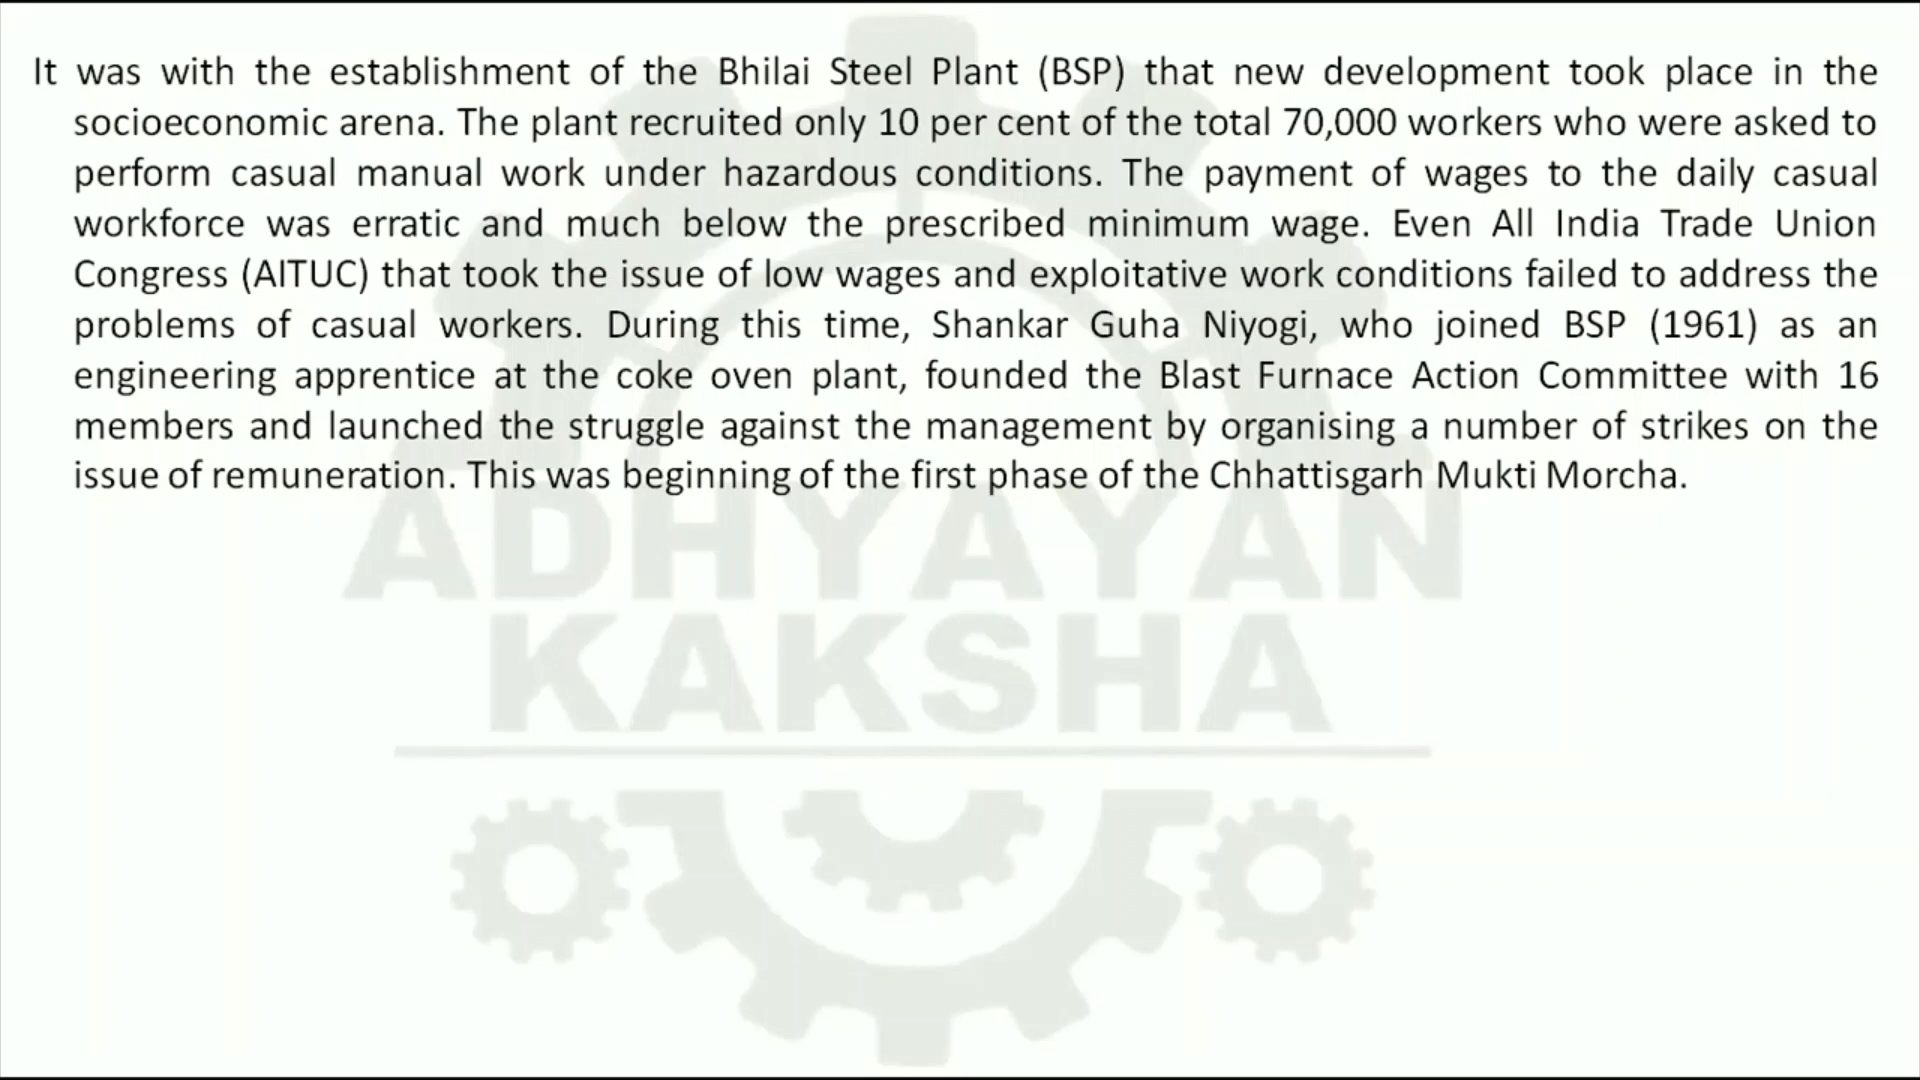 It was with the establishment of the Bhilai Steel Plant (BSP) that new development took place in the
socioeconomic arena. The plant recruited only 10 per cent of the total 70,000 workers who were asked to
perform casual manual work under hazardous conditions. The payment of wages to the daily casual
workforce was erratic and much below the prescribed minimum wage. Even All India Trade Union
Congress (AITUC) that took the issue of low wages and exploitative work conditions failed to address the
problems of casual workers. During this time, Shankar Guha Niyogi, who joined BSP (1961) as an
engineering apprentice at the coke oven plant, founded the Blast Furnace Action Committee with 16
members and launched the struggle against the management by organising a number of strikes on the
issue of remuneration. This was beginning of the first phase of the Chhattisgarh Mukti Morcha.
ADHYAYAN
KAKSHA